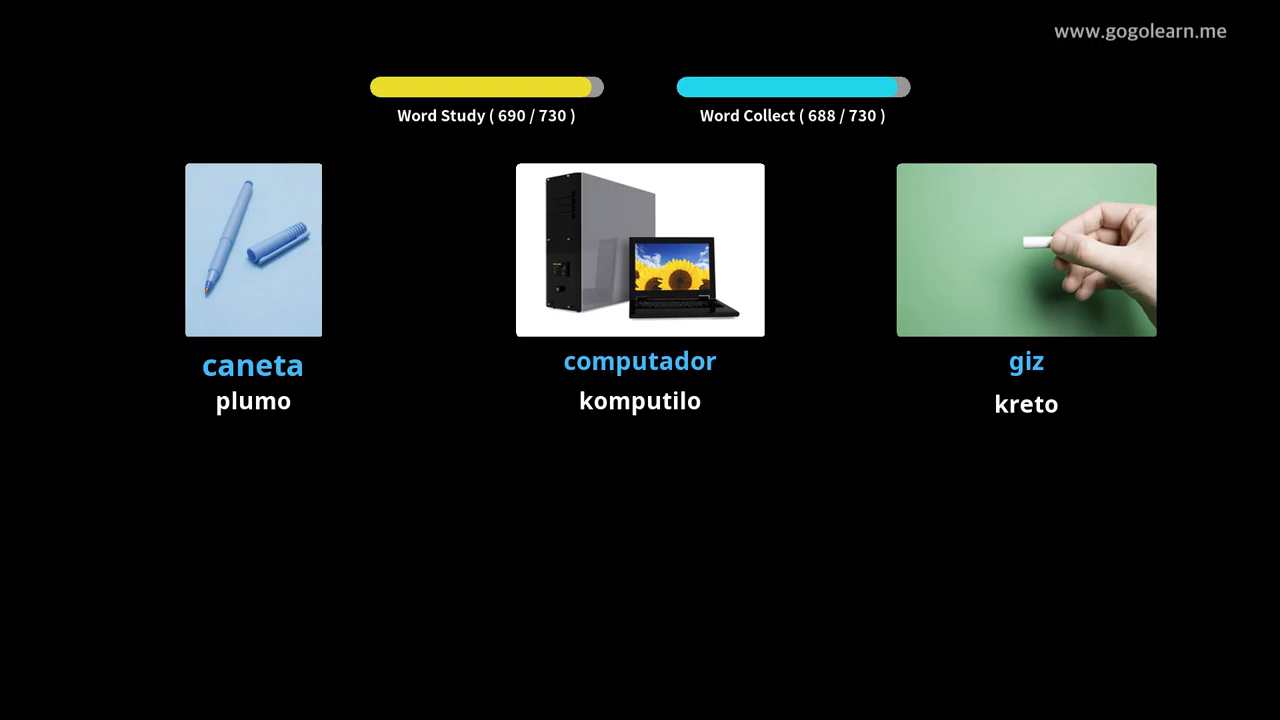 www.gogolearn.me
Word Study ( 690 / 730 )
Word Collect ( 688 / 730 )
caneta
computador
giz
plumo
komputilo
kreto